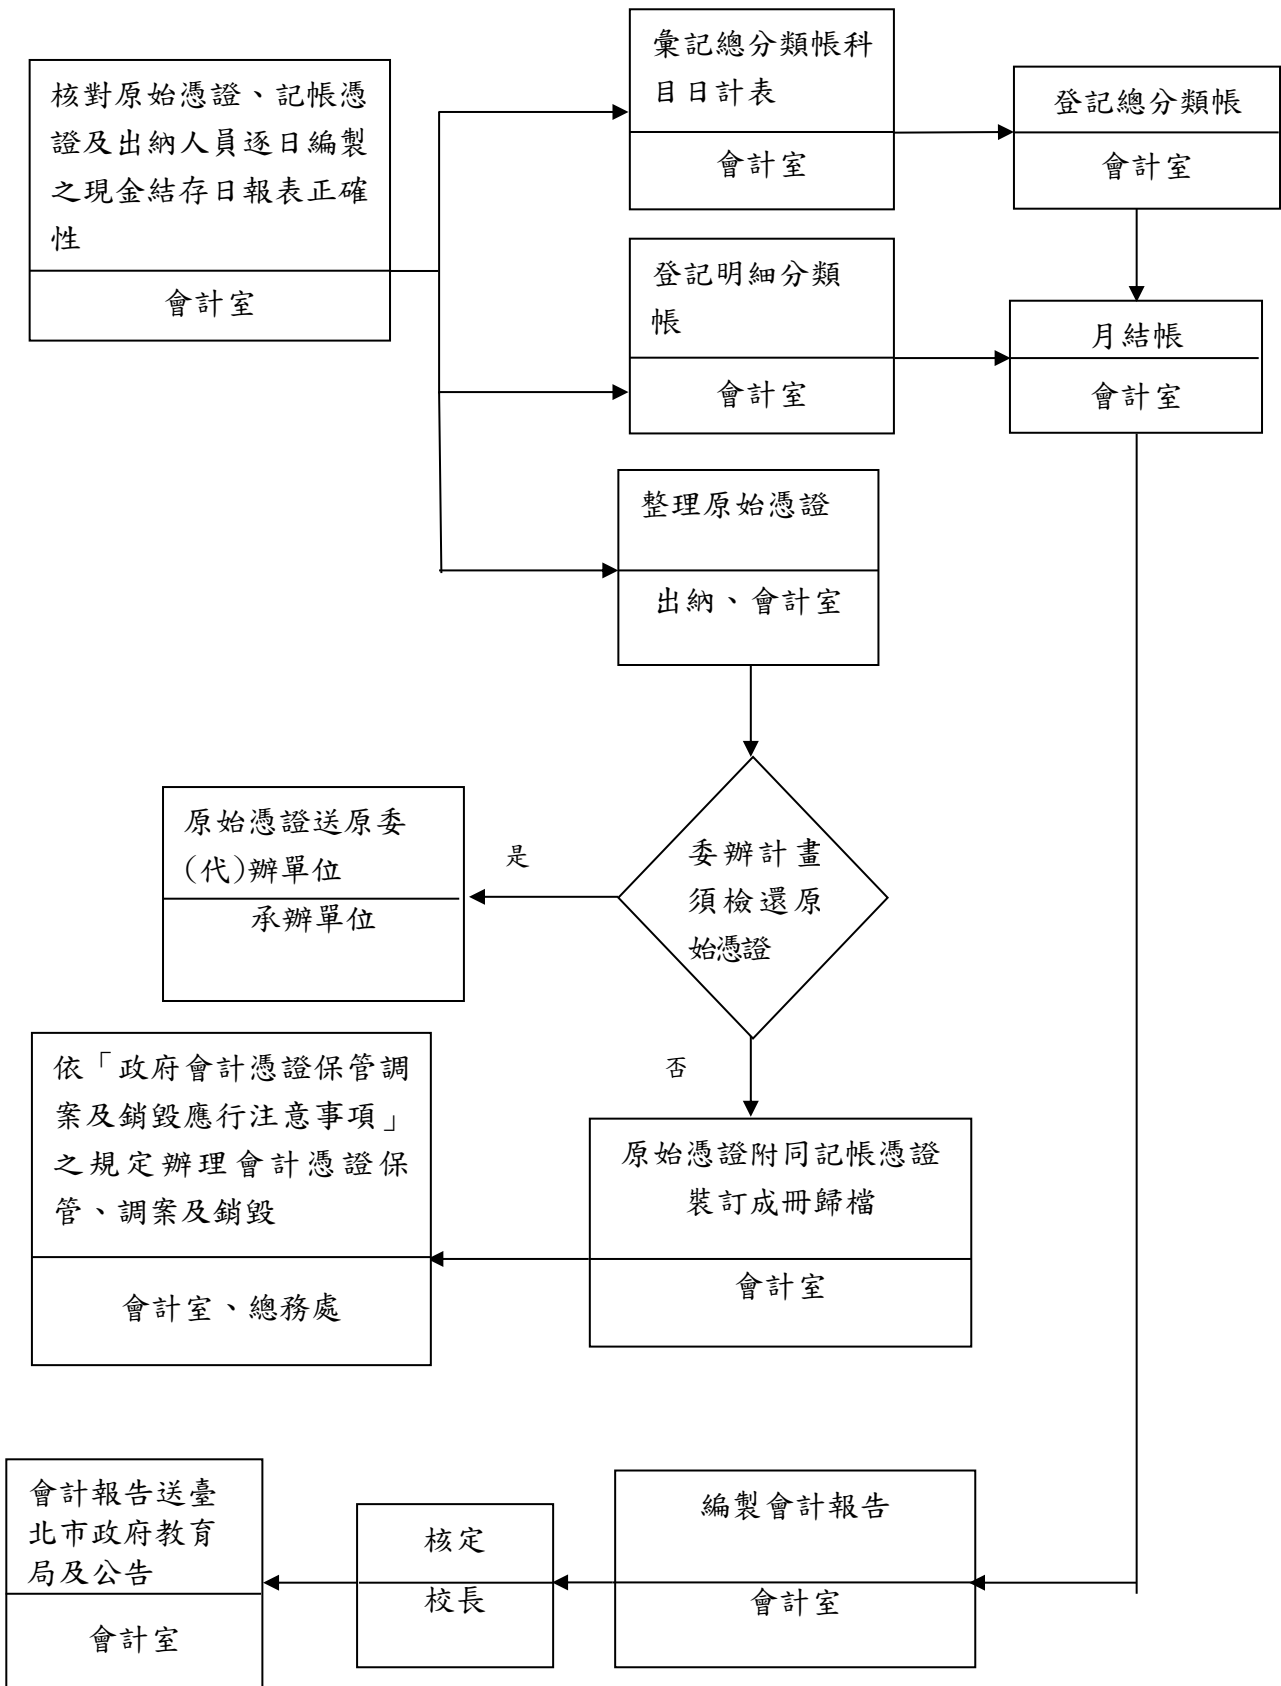 核對原始憑證、記帳憑
證及出納人員逐日編製
之現金結存日報表正確
性
會計室
彙記總分類帳科
目日計表
會計室
登記總分類帳
會計室
登記明細分類
帳
會計室
月結帳
會計室
整理原始憑證
出納、會計室
委辦計畫
須檢還原
始憑證
是
原始憑證送原委
(代)辦單位
承辦單位
否
原始憑證附同記帳憑證
裝訂成冊歸檔
會計室
依「政府會計憑證保管調
案及銷毀應行注意事項」
之規定辦理會計憑證保
管、調案及銷毀
會計室、總務處
編製會計報告
會計室
核定
校長
會計報告送臺
北市政府教育
局及公告
會計室